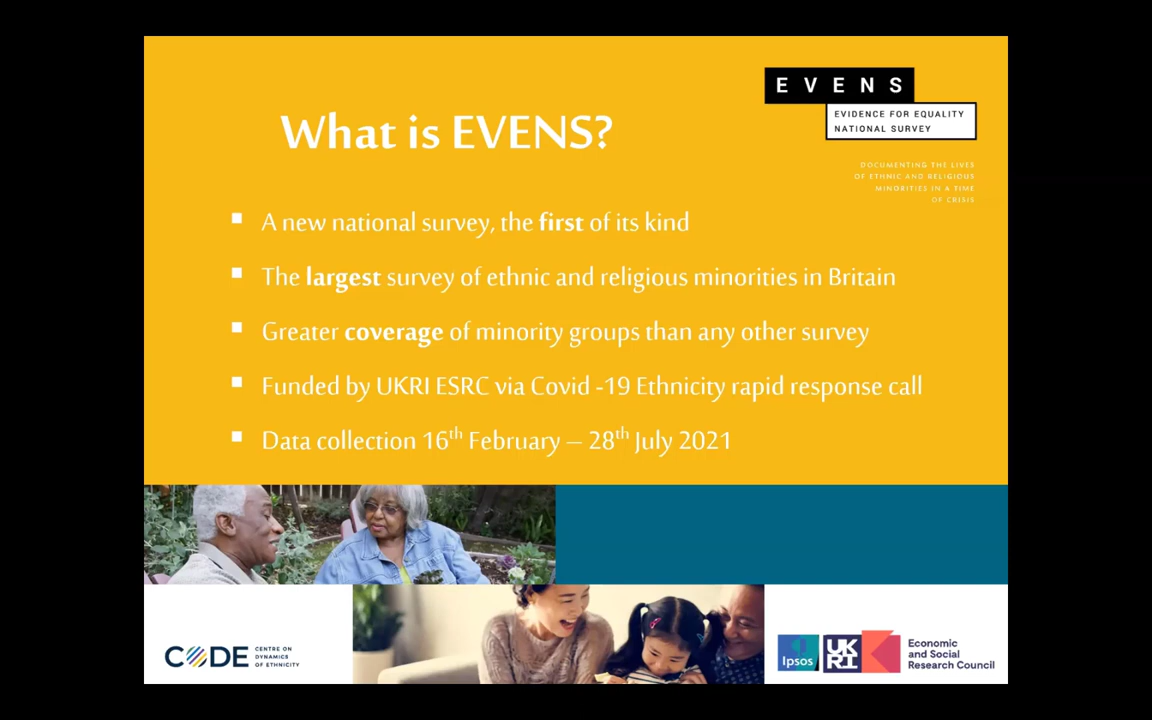 EVENS
EVIDENCE FOR EQUALITY
NATIONAL SURVEY
DOCUMENTING THE LIVES
OF ETHNIC AND RELIGIOUS
MINORITIES IN A TIME
OF CRISIS
What is EVENS?
A new national survey, the first of its kind
The largest survey of ethnic and religious minorities in Britain
Greater coverage of minority groups than any other survey
Funded by UKRI ESRC via Covid -19 Ethnicity rapid response call
Data collection 16th February – 28th July 2021
CODE
CENTRE ON
DYNAMICS
OF ETHNICITY
Ipsos
UK
RI
Economic
and Social
Research Council